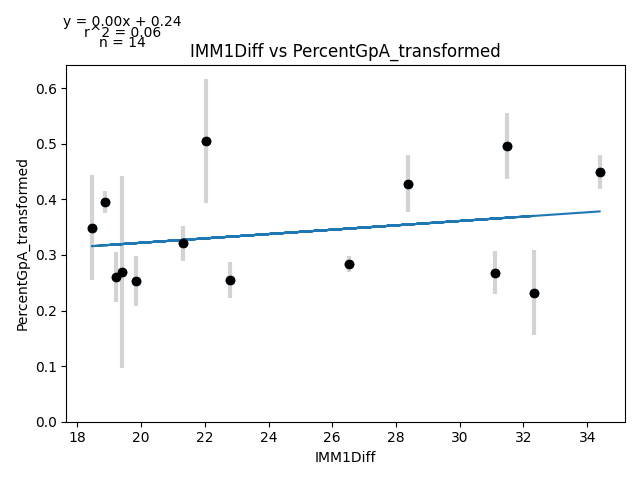 y = 0.00x + 0.24
r^2 = 0.06
n = 14
IMM1Diff vs PercentGpA_transformed
PercentGpA_transformed
0.6
0.5
0.4
0.3
0.2
0.1
0.0
18 20 22 24 26 28 30 32 34
IMM1Diff